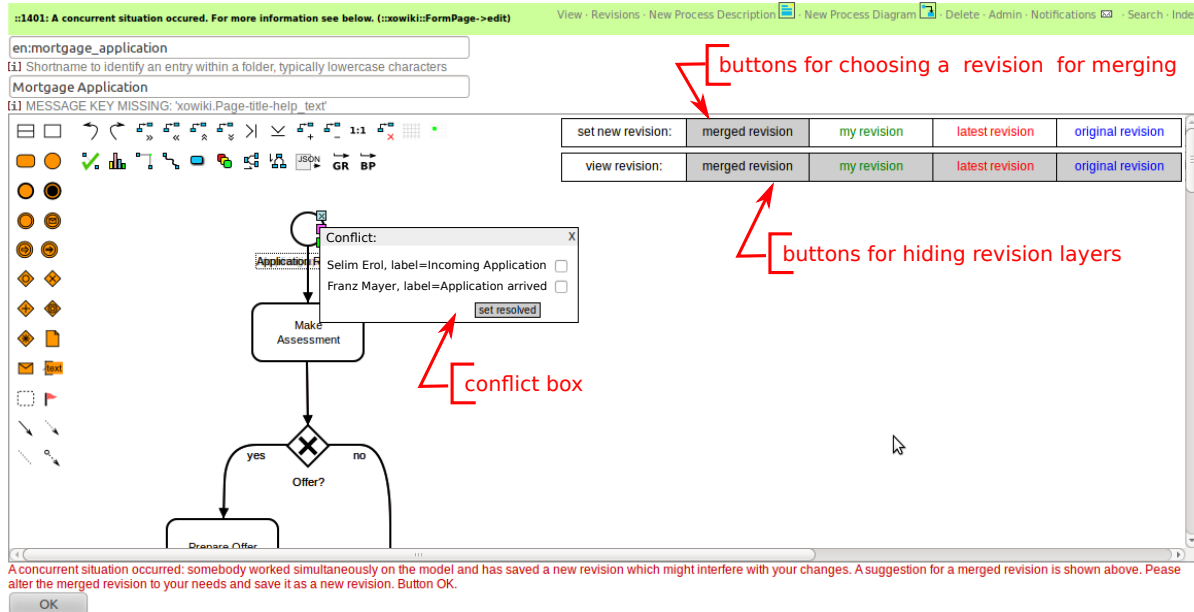 ::1401: A concurrent situation occured. For more information see below. (::xowiki::FormPage->edit)
View · Revisions · New Process Description · New Process Diagram · Delete · Admin · Notifications · Search · Inde
en:mortgage_application
[i] Shortname to identify an entry within a folder, typically lowercase characters
Mortgage Application
[i] MESSAGE KEY MISSING: 'xowiki.Page-title-help_text'
buttons for choosing a revision for merging
1:1
set new revision: merged revision my revision latest revision original revision
JSON GR BP
view revision: merged revision my revision latest revision original revision
Conflict: X
buttons for hiding revision layers
Application
Selim Erol, label=Incoming Application
Franz Mayer, label=Application arrived
set resolved
Make
Assessment
text
conflict box
yes no
Offer?
Prepare Offer
A concurrent situation occurred: somebody worked simultaneously on the model and has saved a new revision which might interfere with your changes. A suggestion for a merged revision is shown above. Pease
alter the merged revision to your needs and save it as a new revision. Button OK.
OK